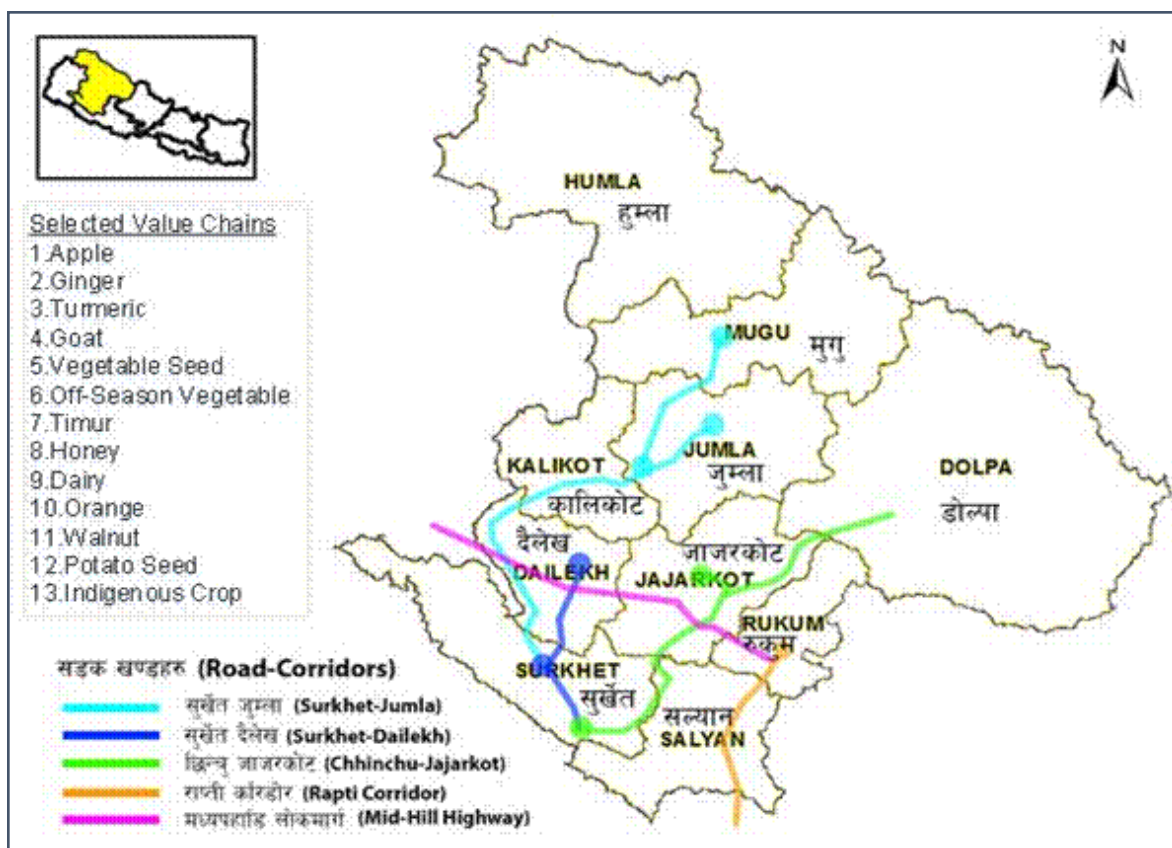 N
HUMLA
हुम्ला
Selected Value Chains
1.Apple
2.Ginger
3.Turmeric
4.Goat
5.Vegetable Seed
6.Off-Season Vegetable
7.Timur
8.Honey
9.Dairy
10.Orange
11.Walnut
12.Potato Seed
13.Indigenous Crop
MUGU
मुगु
JUMLA
जुम्ला
KALIKOT
कालिकोट
DOLPA
डोल्पा
दैलेख
DAILEKH
जाजरकोट
JAJARKOT
RUKUM
रुकुम
SURKHET
सुर्खेत
सल्यान
SALYAN
सडक खण्डहरु (Road-Corridors)
सुर्खेत जुम्ला (Surkhet-Jumla)
सुर्खेत दैलेख (Surkhet-Dailekh)
छिन्चु जाजरकोट (Chhinchu-Jajarkot)
राप्ती करिडोर (Rapti Corridor)
मध्यपहाडि लोकमार्ग (Mid-Hill Highway)